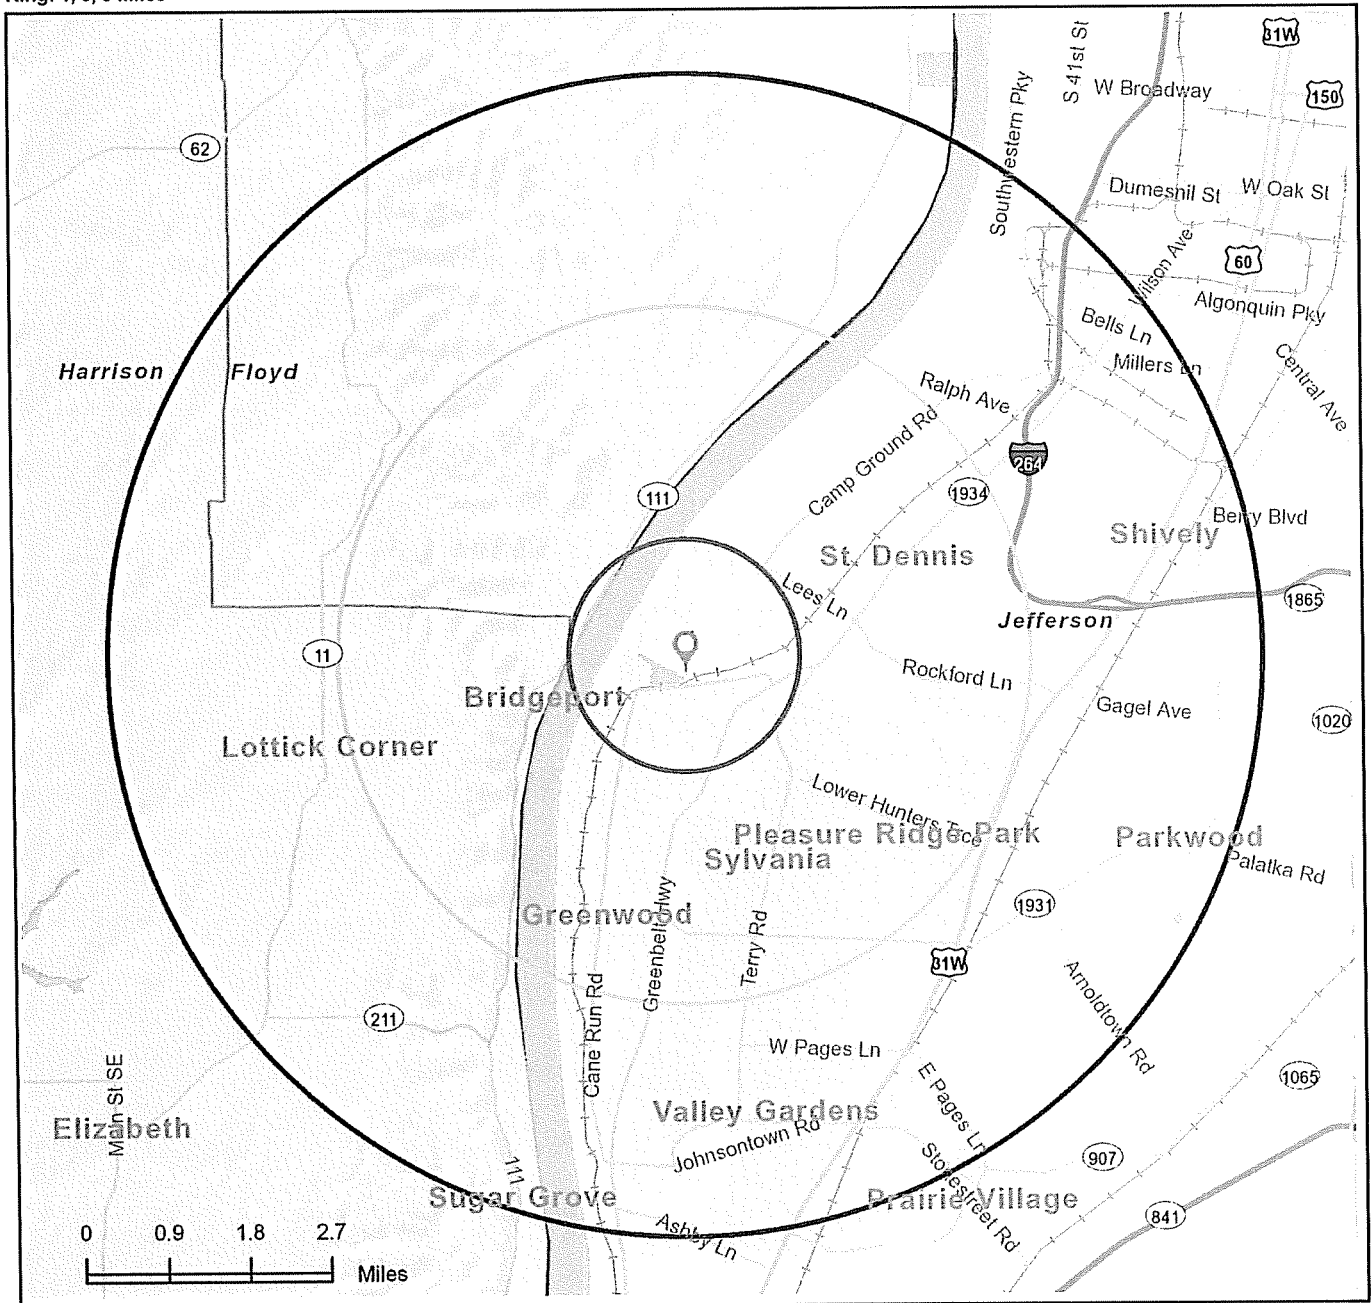 S 41st St
31W
W Broadway
150
Southwestern Pky
62
Dumesnil St
W Oak St
60
Wilson Ave
Algonquin Pky
Bells Ln
Millers Ln
Central Ave
Harrison
Floyd
Ralph Ave
Camp Ground Rd
264
111
1934
Berry Blvd
Shively
St. Dennis
Lees Ln
1865
Jefferson
11
Rockford Ln
Bridgeport
Gagel Ave
1020
Lottick Corner
Lower Hunters Trce
Pleasure Ridge Park
Parkwood
Sylvania
Palatka Rd
Greenwood
Greenbelt Hwy
Terry Rd
1931
31W
Arnoldtown Rd
211
Cane Run Rd
W Pages Ln
E Pages Ln
1065
Main St SE
Elizabeth
Valley Gardens
Johnsontown Rd
907
111
Sugar Grove
Stonestreet Rd
Prairie Village
841
Ashby Ln
0 0.9 1.8 2.7
Miles